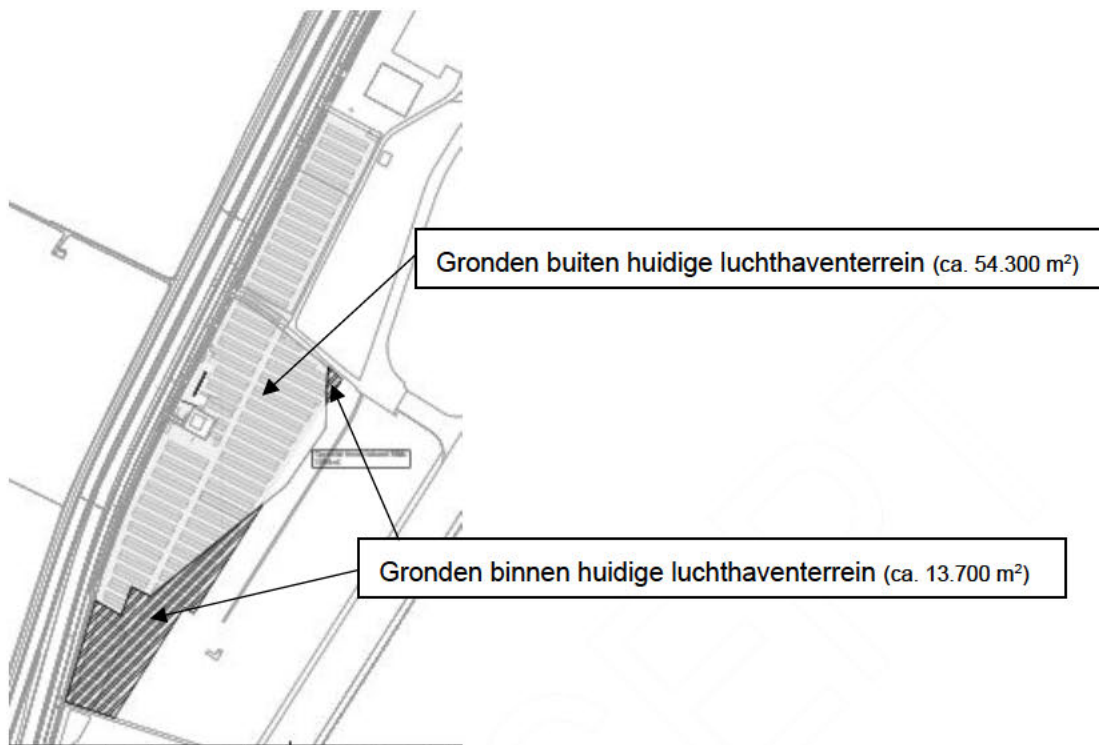 Gronden buiten huidige luchthaventerrein (ca. 54.300 m²)
Gronden binnen huidige luchthaventerrein (ca. 13.700 m²)